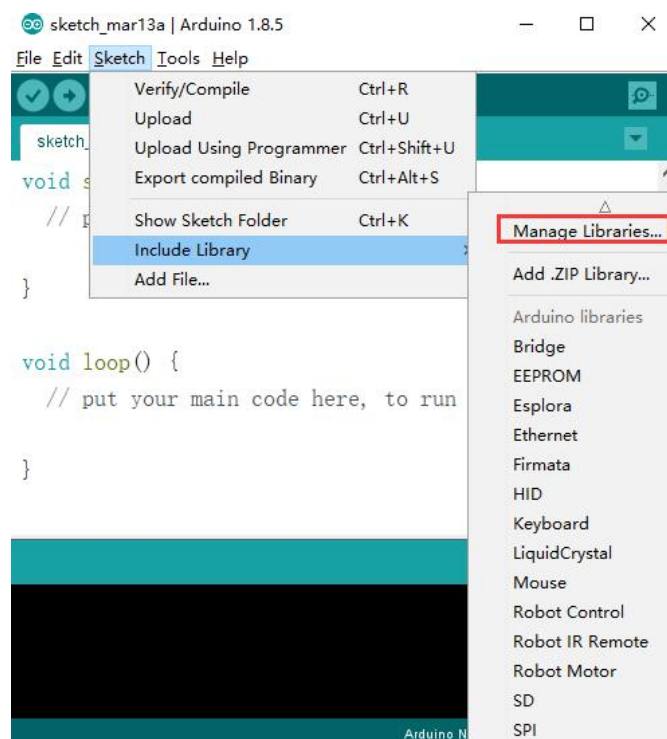 sketch_mar13a | Arduino 1.8.5
File Edit Sketch Tools Help
Verify/Compile Ctrl+R
Upload Ctrl+U
sketch_
Upload Using Programmer Ctrl+Shift+U
void s
Export compiled Binary Ctrl+Alt+S
// p
Show Sketch Folder Ctrl+K
Manage Libraries...
Include Library
Add File...
Add .ZIP Library...
}
Arduino libraries
Bridge
void loop() {
EEPROM
// put your main code here, to run
Esplora
Ethernet
Firmata
}
HID
Keyboard
LiquidCrystal
Mouse
Robot Control
Robot IR Remote
Robot Motor
SD
SPI
Arduino N